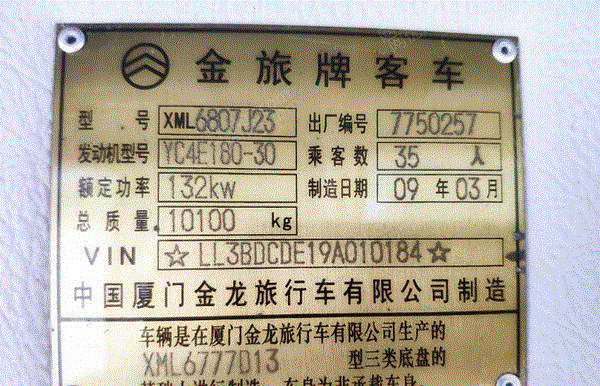 金旅牌客车
型号 XML6807J23 出厂编号 7750257
发动机型号 YC4E180-30 乘客数 35 人
额定功率 132kw 制造日期 09 年 03 月
总质量 10100 kg
VIN ☆LL3BDCDE19A010184☆
中国厦门金龙旅行车有限公司制造
车辆是在厦门金龙旅行车有限公司生产的
XML6777D13 型三类底盘的